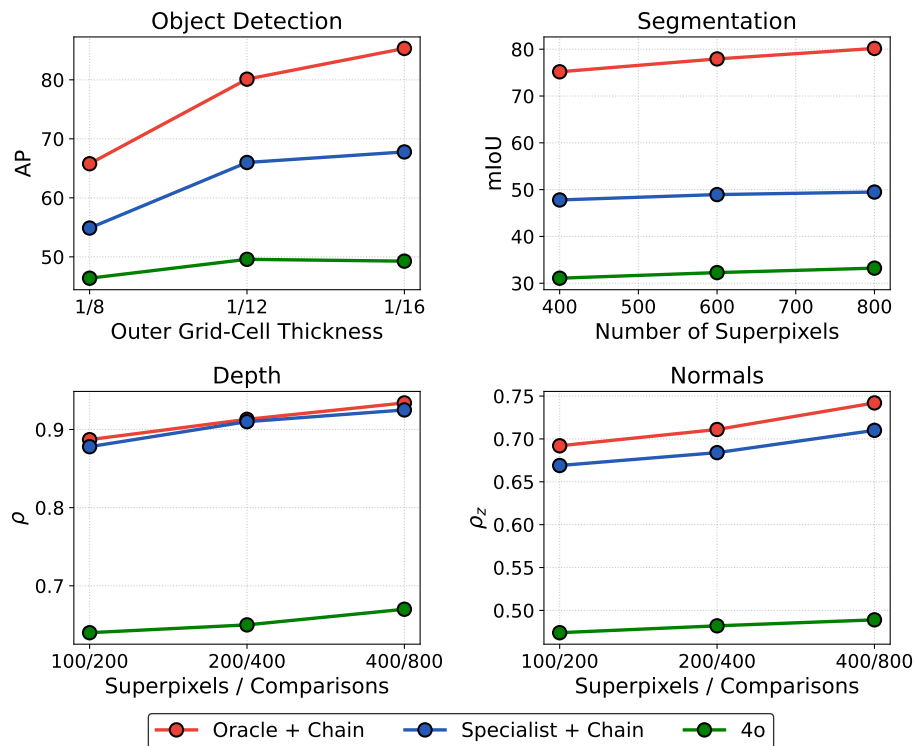 Object Detection
AP
80
70
60
50
1/8 1/12 1/16
Outer Grid-Cell Thickness
Segmentation
mIoU
80
70
60
50
40
30
400 500 600 700 800
Number of Superpixels
Depth
ρ
0.9
0.8
0.7
100/200 200/400 400/800
Superpixels / Comparisons
Normals
ρz
0.75
0.70
0.65
0.60
0.55
0.50
100/200 200/400 400/800
Superpixels / Comparisons
Oracle + Chain Specialist + Chain 4o